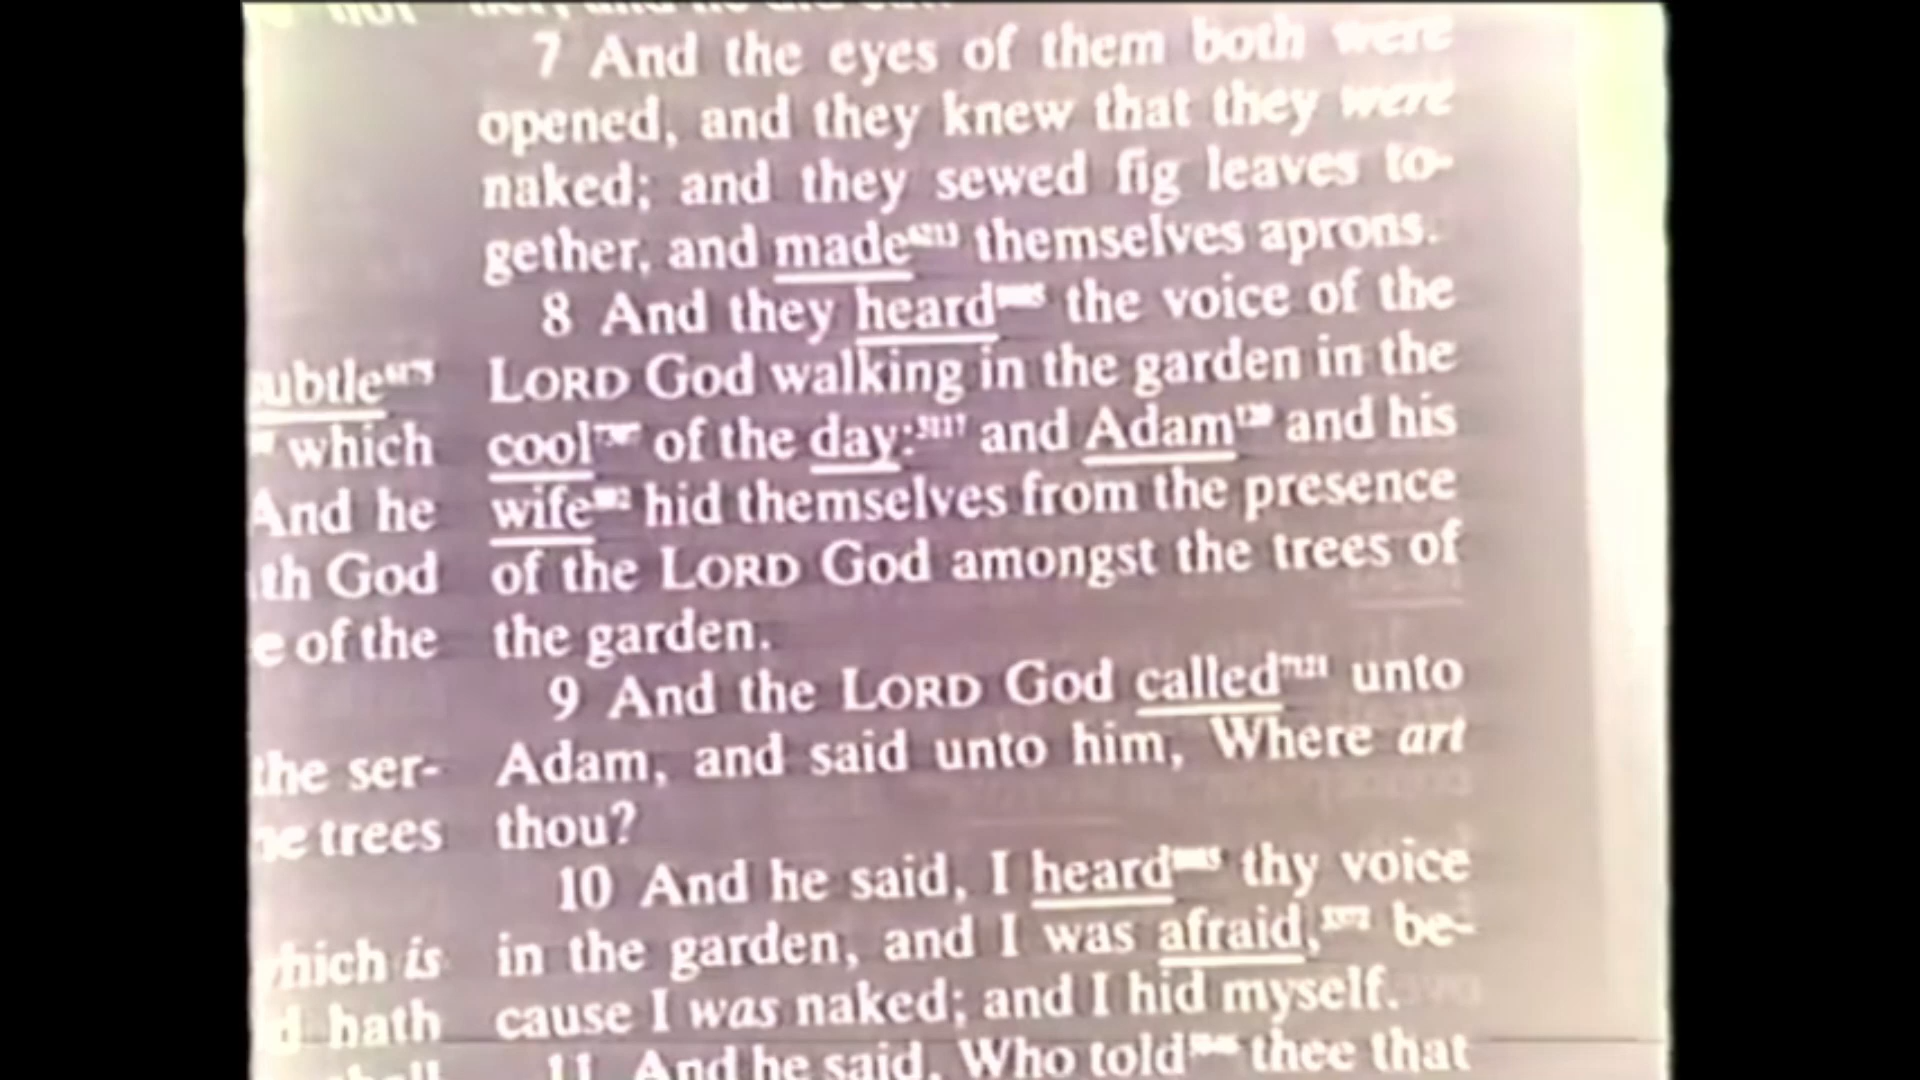 ubtle
which
And he
th God
e of the
the ser-
trees
which is
hath
7 And the eyes of them both were
opened, and they knew that they were
naked; and they sewed fig leaves to-
gether, and made themselves aprons.
8 And they heard the voice of the
LORD God walking in the garden in the
cool of the day:3117 and Adam and his
wife hid themselves from the presence
of the LORD God amongst the trees of
the garden.
9 And the LORD God called7121 unto
Adam, and said unto him, Where art
thou?
10 And he said, I heard thy voice
in the garden, and I was afraid, be-
cause I was naked; and I hid myself.
11 And he said, Who told thee that